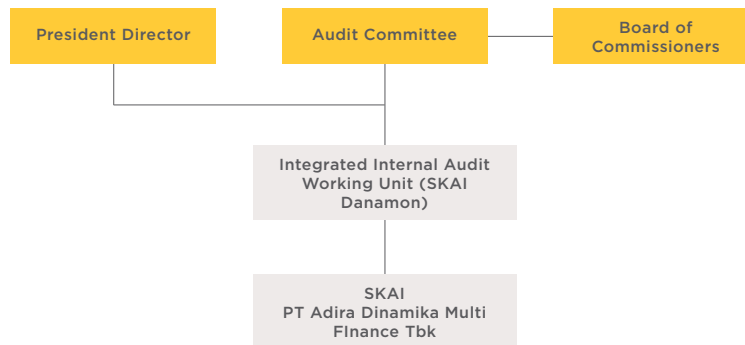 President Director
Audit Committee
Board of
Commissioners
Integrated Internal Audit
Working Unit (SKAI
Danamon)
SKAI
PT Adira Dinamika Multi
FInance Tbk